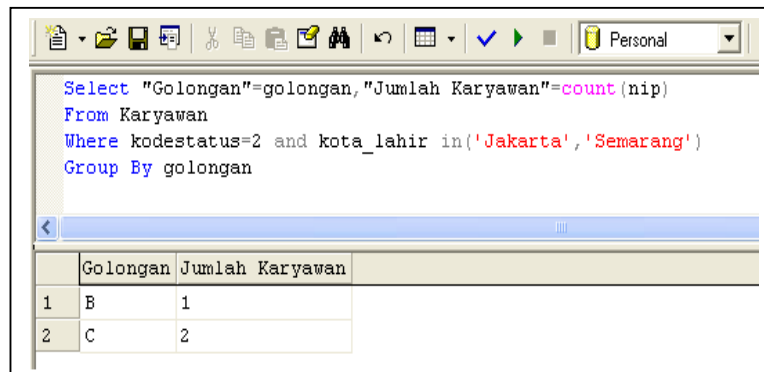 Personal
Select "Golongan"=golongan,"Jumlah Karyawan"=count(nip)
From Karyawan
Where kodestatus=2 and kota_lahir in('Jakarta','Semarang')
Group By golongan
Golongan Jumlah Karyawan
1 B 1
2 C 2